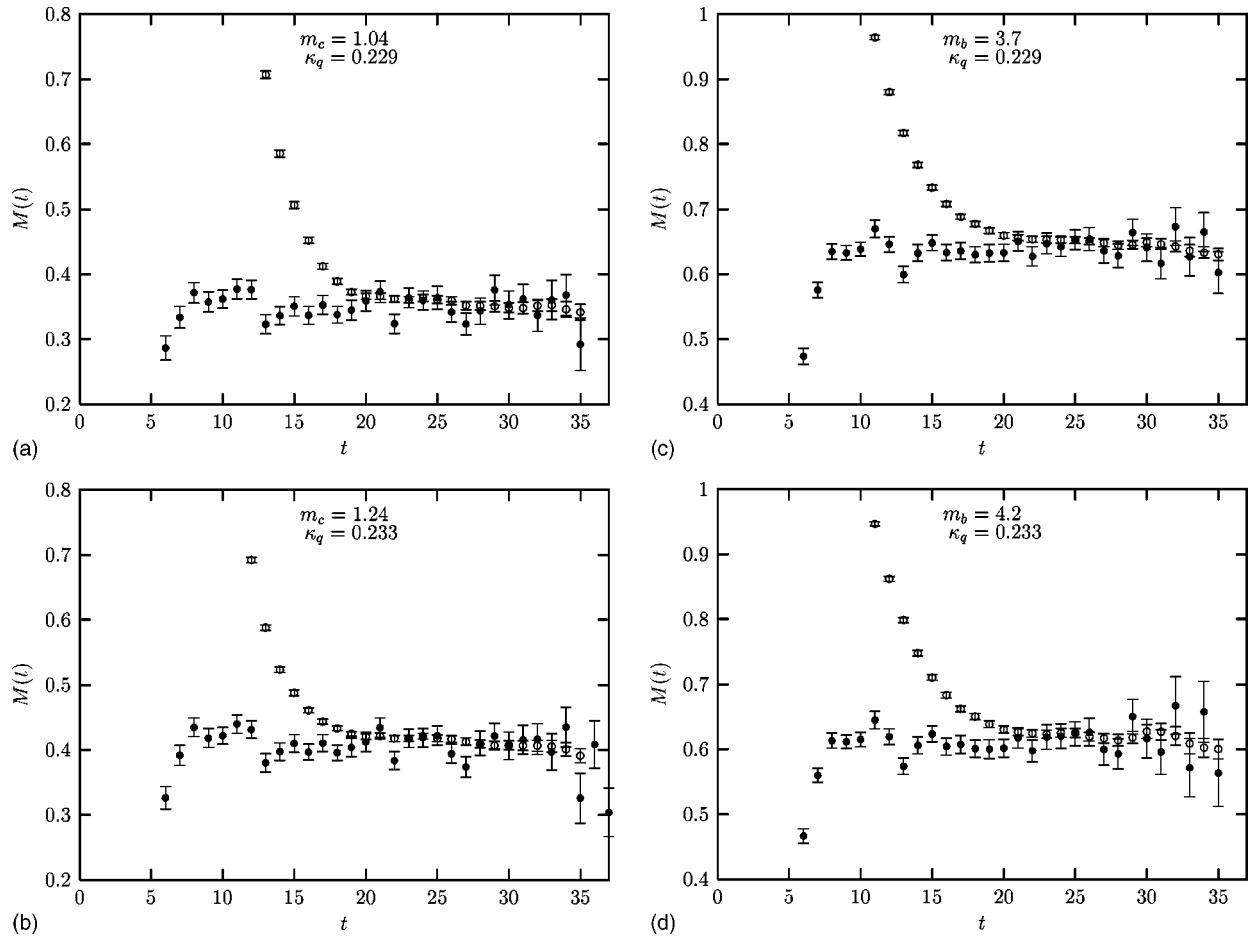 0.8
0.7
0.6
0.5
0.4
0.3
0.2
M(t)
m_c = 1.04
κ_q = 0.229
0 5 10 15 20 25 30 35
t
(a)
1
0.9
0.8
0.7
0.6
0.5
0.4
M(t)
m_b = 3.7
κ_q = 0.229
0 5 10 15 20 25 30 35
t
(c)
0.8
0.7
0.6
0.5
0.4
0.3
0.2
M(t)
m_c = 1.24
κ_q = 0.233
0 5 10 15 20 25 30 35
t
(b)
1
0.9
0.8
0.7
0.6
0.5
0.4
M(t)
m_b = 4.2
κ_q = 0.233
0 5 10 15 20 25 30 35
t
(d)